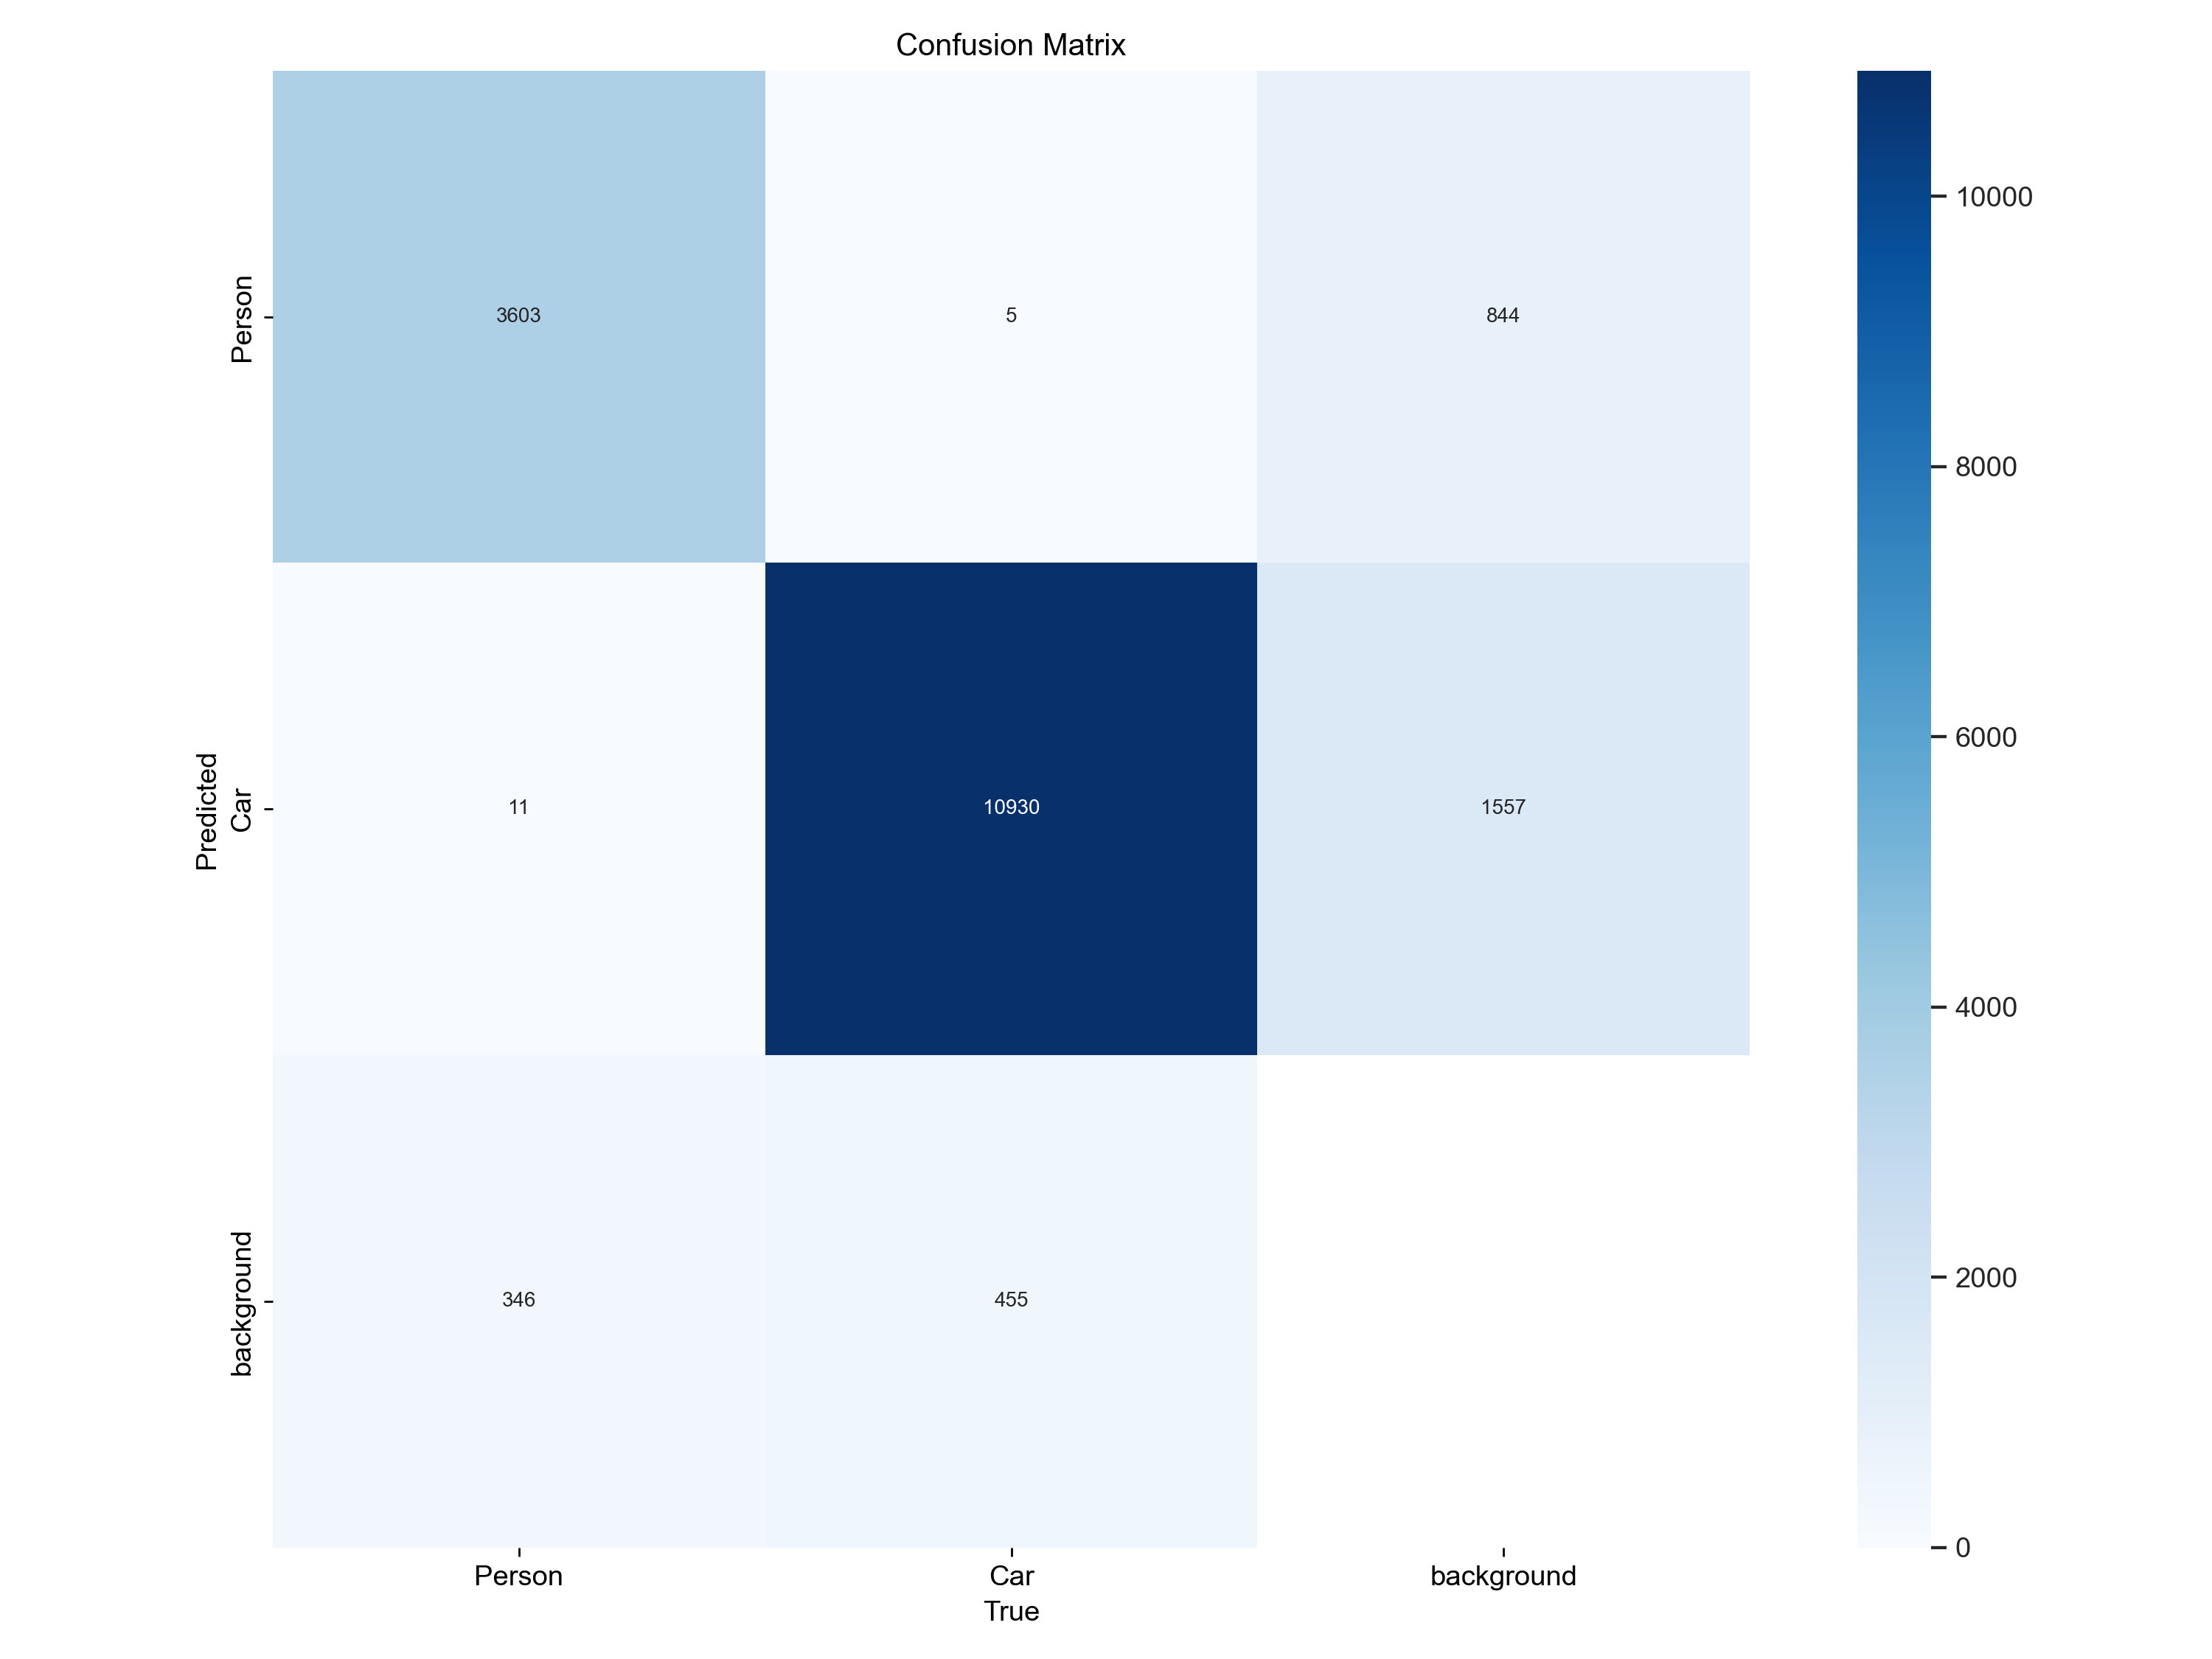 Confusion Matrix
Person
3603
5
844
Predicted
Car
11
10930
1557
background
346
455
Person
Car
background
True
10000
8000
6000
4000
2000
0